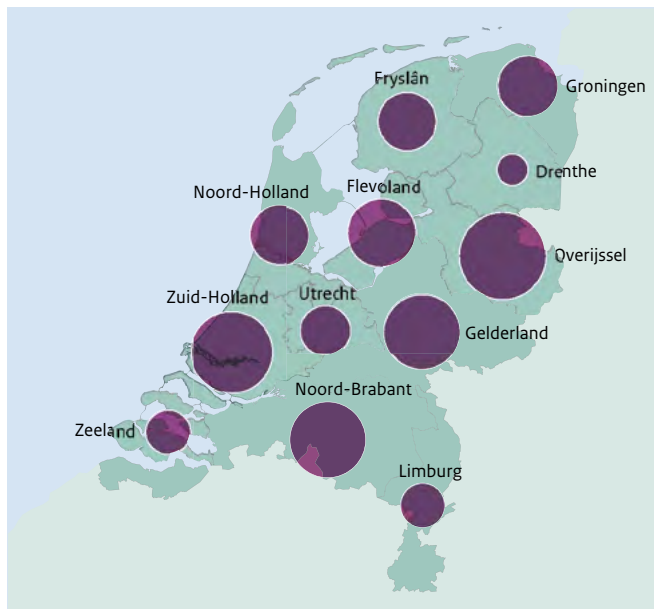 Fryslân
Groningen
Drenthe
Noord-Holland
Flevoland
Overijssel
Zuid-Holland
Utrecht
Gelderland
Noord-Brabant
Zeeland
Limburg